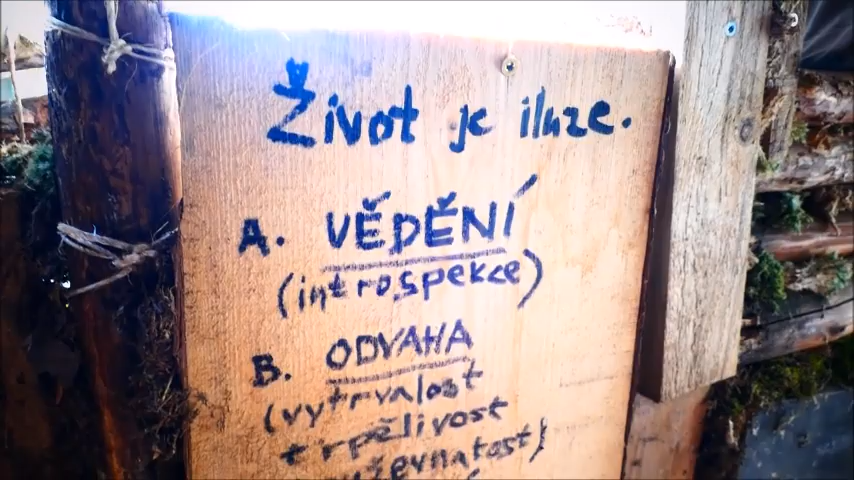 Život je iluze.
A. VĚDĚNÍ
(introspekce)
B. ODVAHA
(vytrvalost
trpělivost